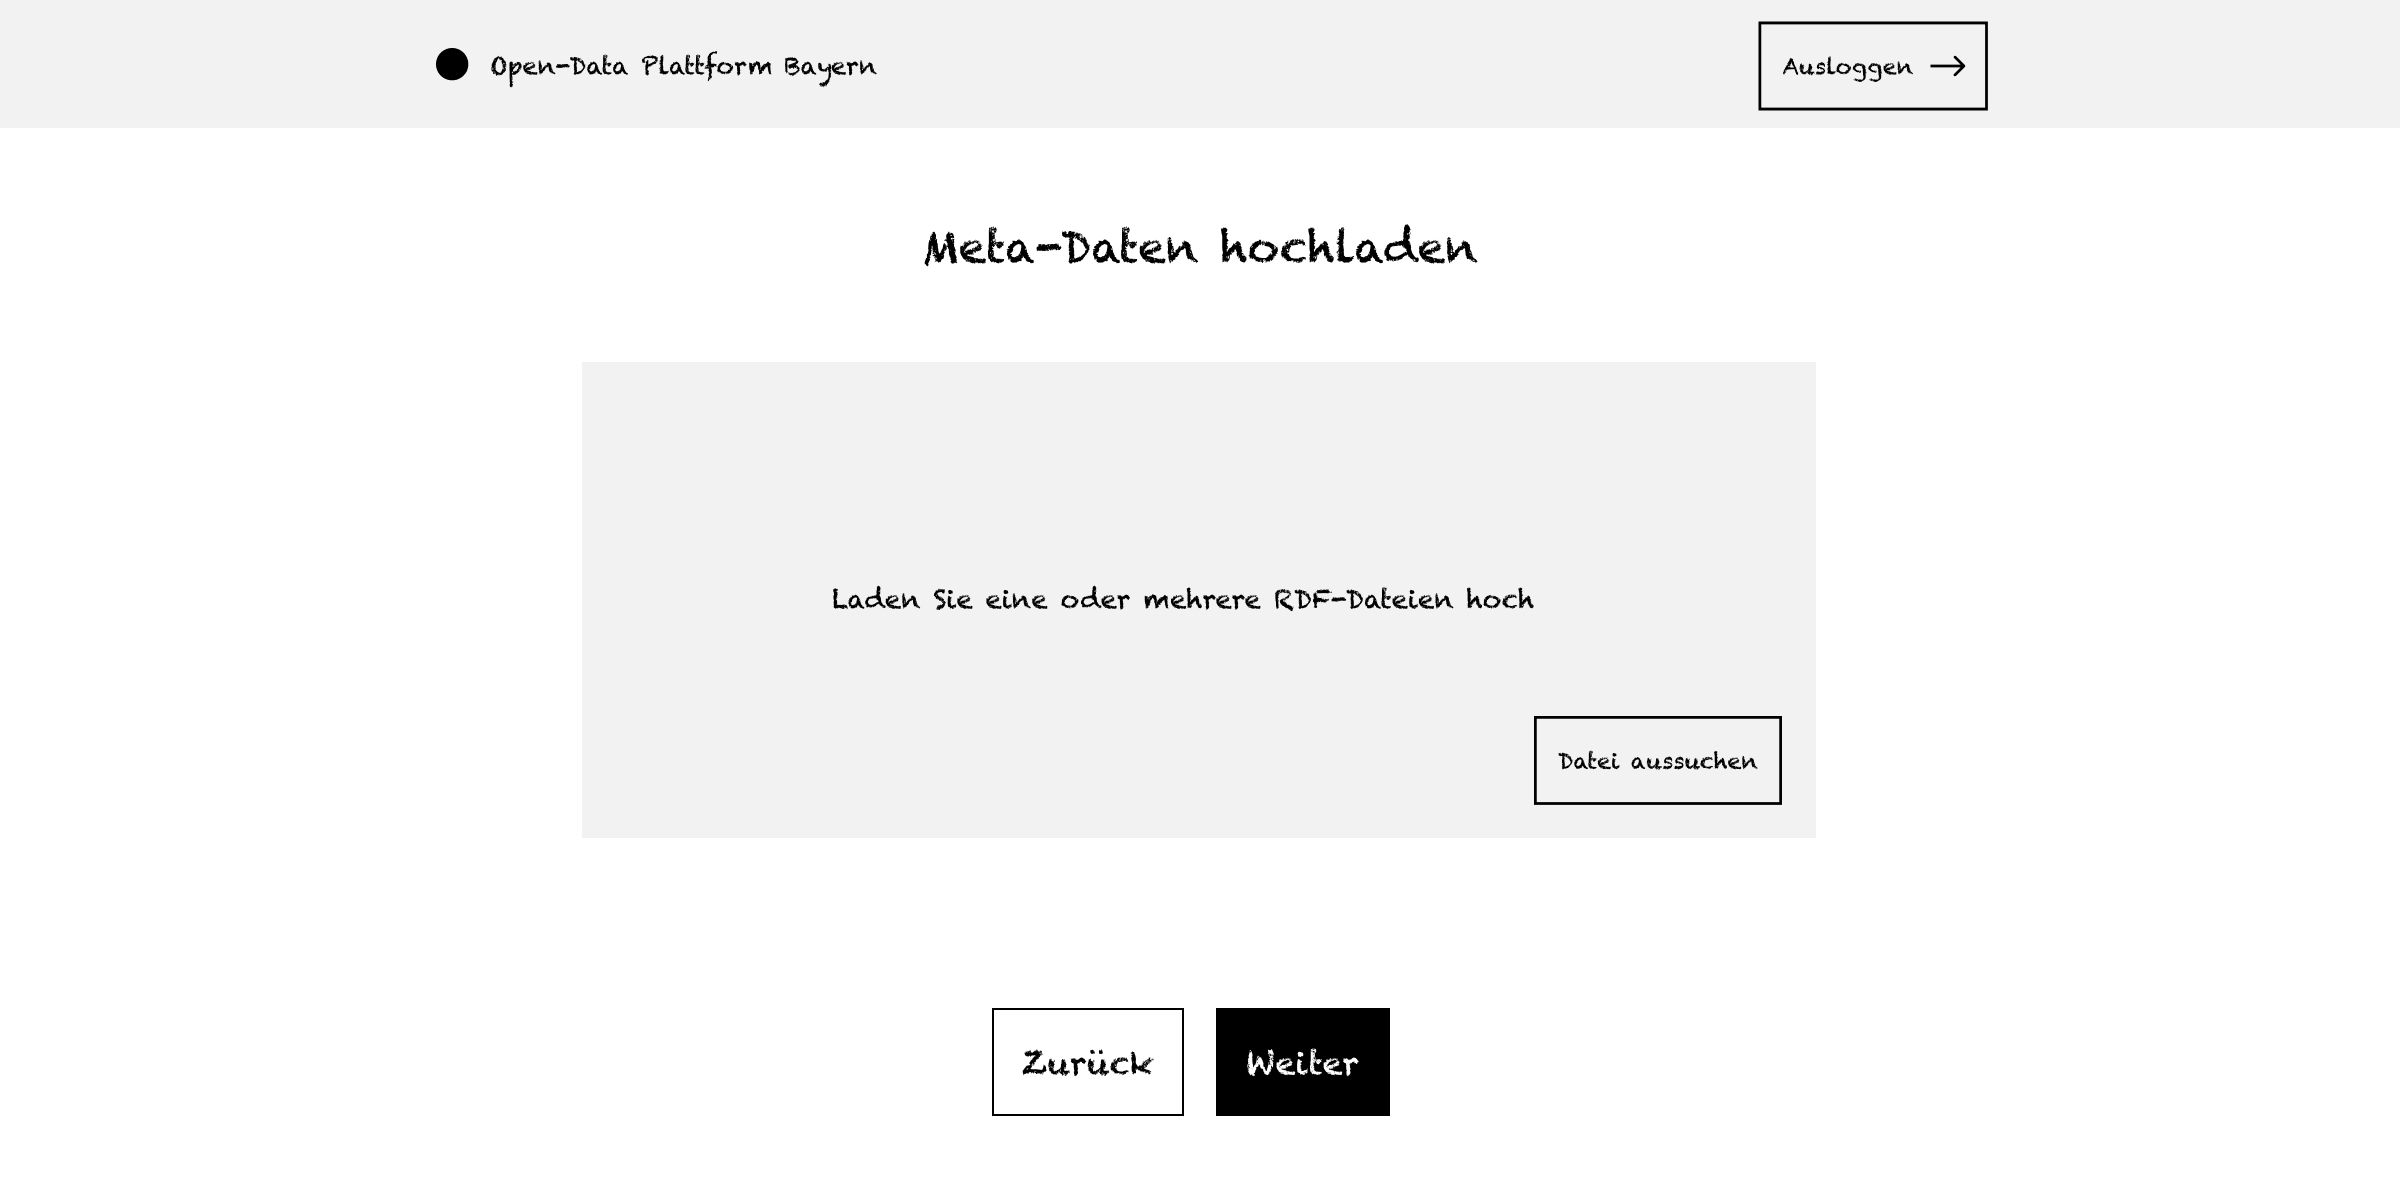 Open-Data Plattform Bayern
Ausloggen
Meta-Daten hochladen
Laden Sie eine oder mehrere RDF-Dateien hoch
Datei aussuchen
Zurück
Weiter